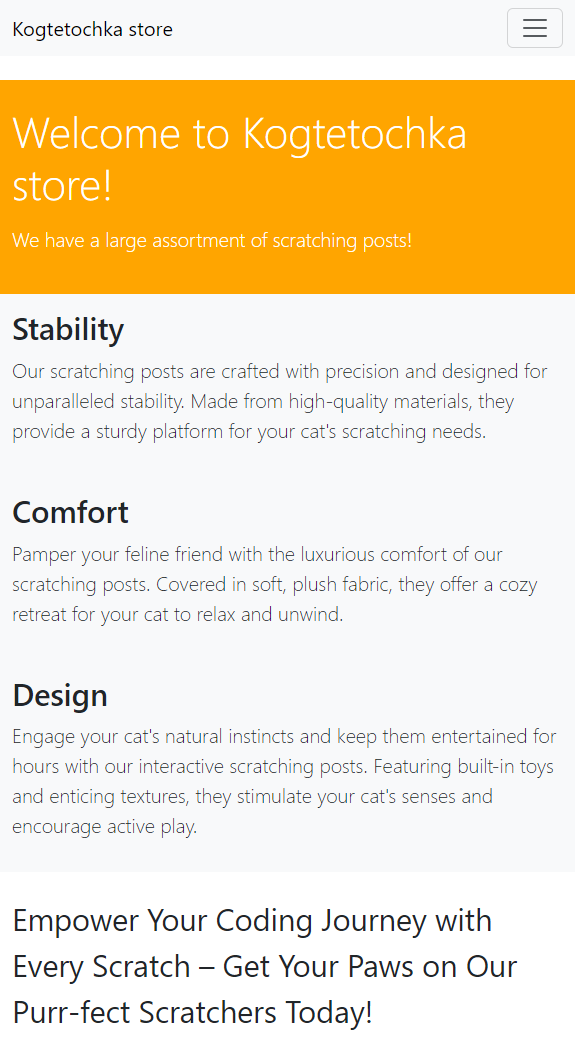 Kogtetochka store
Welcome to Kogtetochka
store!
We have a large assortment of scratching posts!
Stability
Our scratching posts are crafted with precision and designed for
unparalleled stability. Made from high-quality materials, they
provide a sturdy platform for your cat's scratching needs.
Comfort
Pamper your feline friend with the luxurious comfort of our
scratching posts. Covered in soft, plush fabric, they offer a cozy
retreat for your cat to relax and unwind.
Design
Engage your cat's natural instincts and keep them entertained for
hours with our interactive scratching posts. Featuring built-in toys
and enticing textures, they stimulate your cat's senses and
encourage active play.
Empower Your Coding Journey with
Every Scratch – Get Your Paws on Our
Purr-fect Scratchers Today!